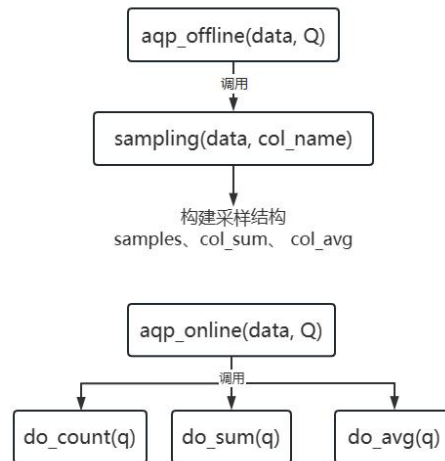 aqp_offline(data, Q)
调用
sampling(data, col_name)
构建采样结构
samples、col_sum、 col_avg
aqp_online(data, Q)
调用
do_count(q)
do_sum(q)
do_avg(q)